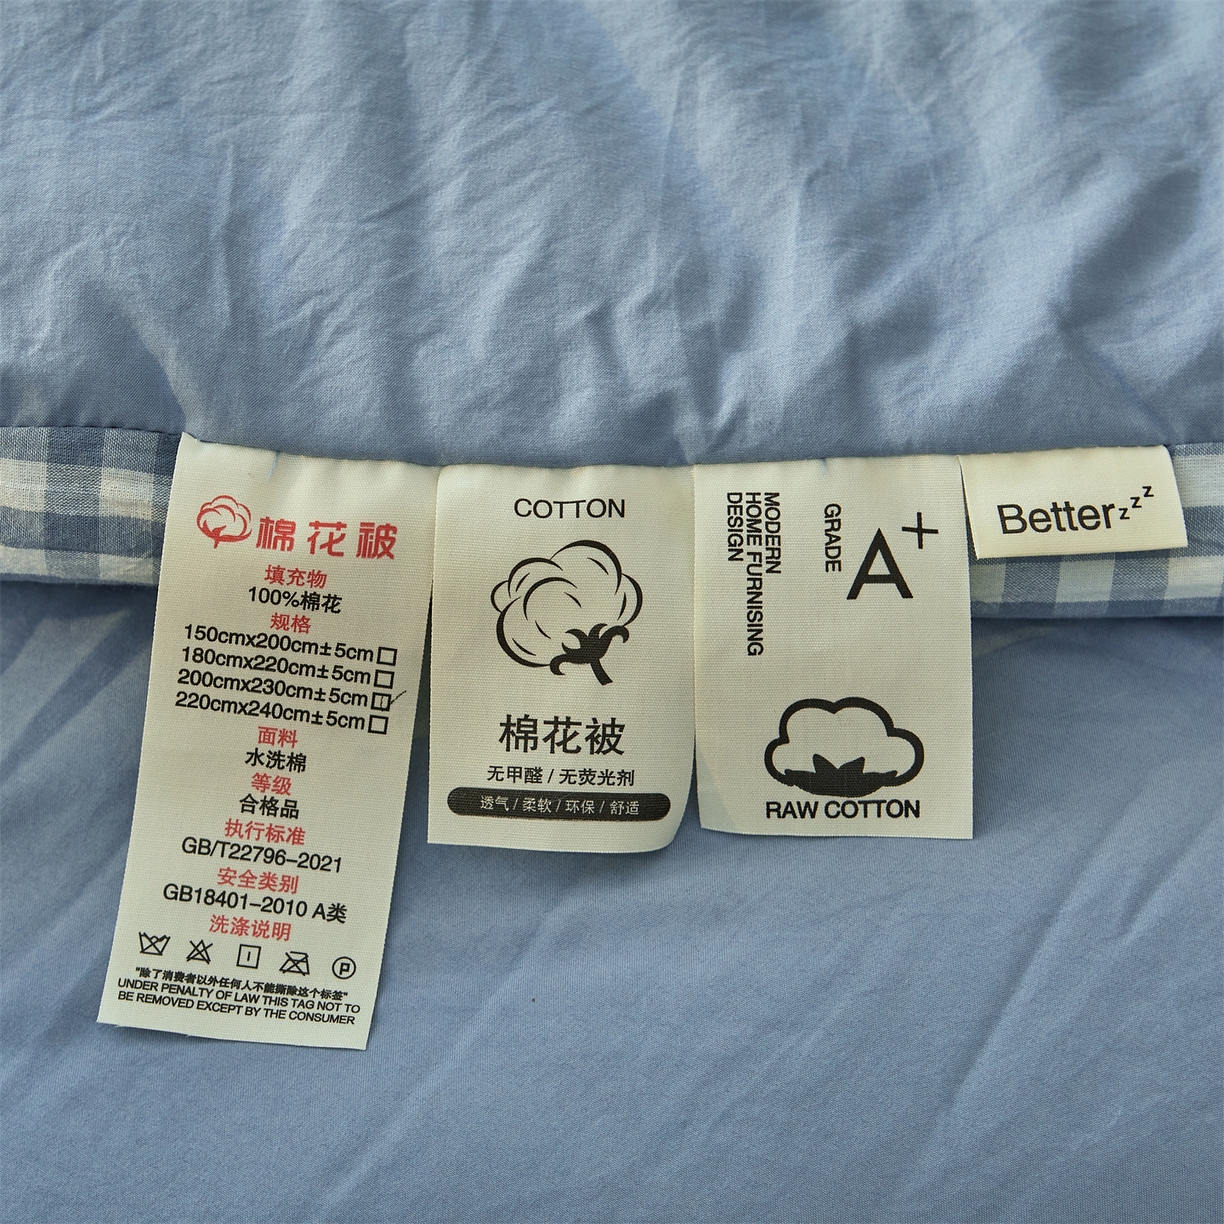 棉花被
填充物
100%棉花
规格
150cmx200cm±5cm□
180cmx220cm±5cm□
200cmx230cm±5cm□
220cmx240cm±5cm□
面料
水洗棉
等级
合格品
执行标准
GB/T22796-2021
安全类别
GB18401-2010 A类
洗涤说明
P
"除了消费者以外任何人不能撕除这个标签"
UNDER PENALTY OF LAW THIS TAG NOT TO
BE REMOVED EXCEPT BY THE CONSUMER
COTTON
棉花被
无甲醛 / 无荧光剂
透气 / 柔软 / 环保 / 舒适
MODERN
HOME FURNISING
DESIGN
GRADE
A+
RAW COTTON
Betterzzz